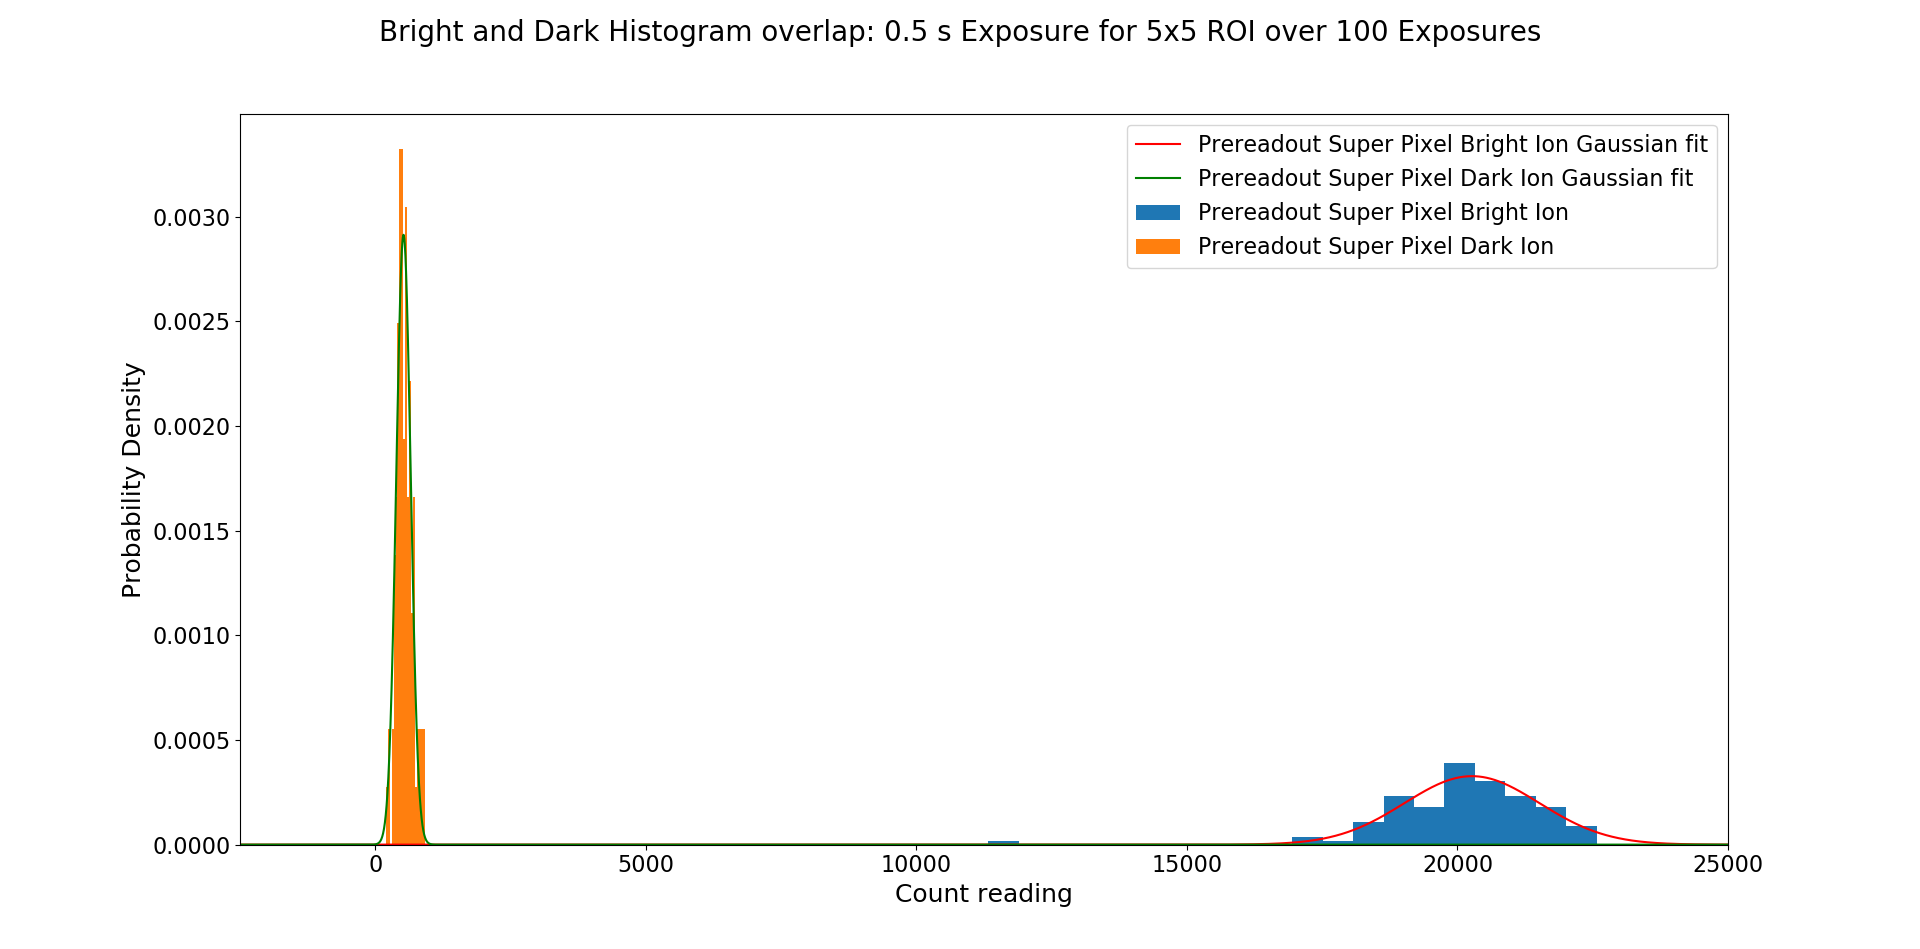 Bright and Dark Histogram overlap: 0.5 s Exposure for 5x5 ROI over 100 Exposures
Prereadout Super Pixel Bright Ion Gaussian fit
Prereadout Super Pixel Dark Ion Gaussian fit
Prereadout Super Pixel Bright Ion
Prereadout Super Pixel Dark Ion
Probability Density
0.0030
0.0025
0.0020
0.0015
0.0010
0.0005
0.0000
0 5000 10000 15000 20000 25000
Count reading